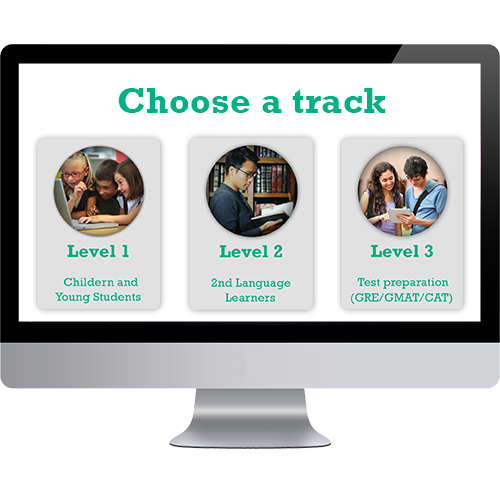 Choose a track
Level 1
Childern and
Young Students
Level 2
2nd Language
Learners
Level 3
Test preparation
(GRE/GMAT/CAT)